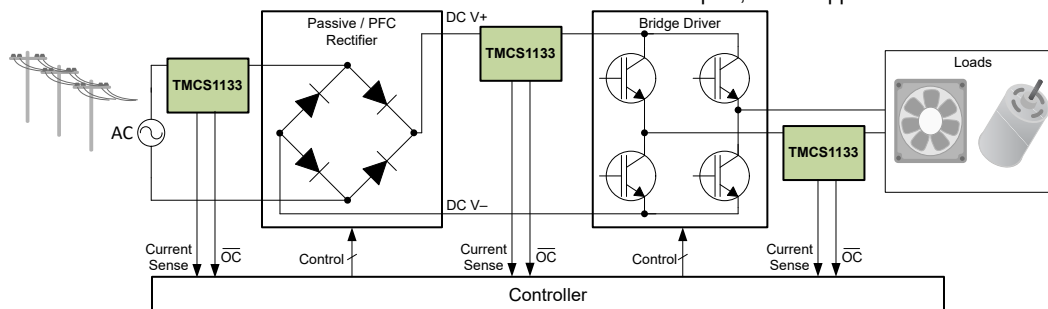 Passive / PFC
Rectifier
DC V+
Bridge Driver
TMCS1133
TMCS1133
Loads
AC
TMCS1133
DC V–
Current
Sense
OC
Control
Current
Sense
OC
Control
Current
Sense
OC
Controller